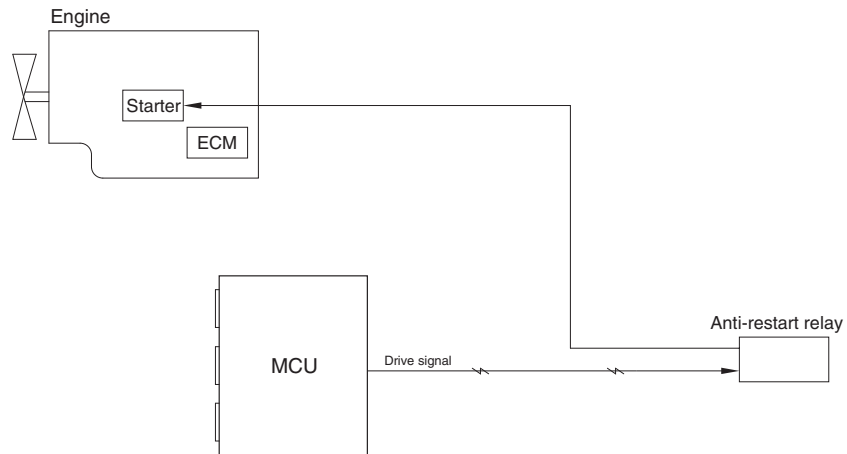 Engine
Starter
ECM
Anti-restart relay
Drive signal
MCU